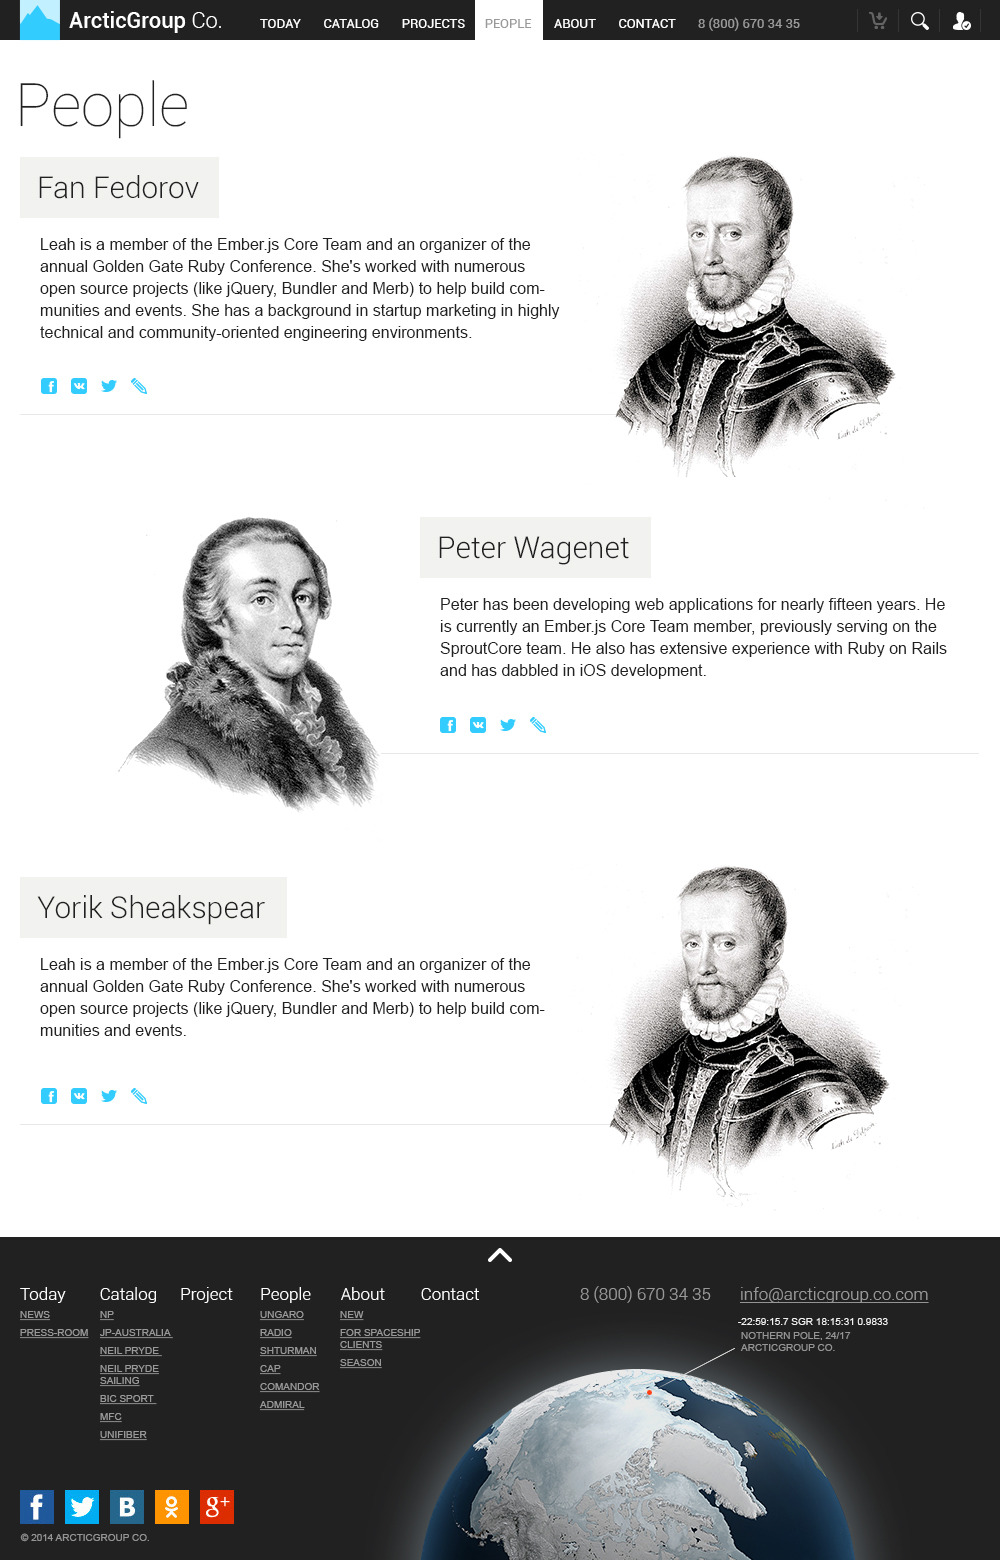 ArcticGroup Co.
TODAY CATALOG PROJECTS PEOPLE ABOUT CONTACT 8 (800) 670 34 35
People
Fan Fedorov
Leah is a member of the Ember.js Core Team and an organizer of the
annual Golden Gate Ruby Conference. She's worked with numerous
open source projects (like jQuery, Bundler and Merb) to help build com-
munities and events. She has a background in startup marketing in highly
technical and community-oriented engineering environments.
Peter Wagenet
Peter has been developing web applications for nearly fifteen years. He
is currently an Ember.js Core Team member, previously serving on the
SproutCore team. He also has extensive experience with Ruby on Rails
and has dabbled in iOS development.
Yorik Sheakspear
Leah is a member of the Ember.js Core Team and an organizer of the
annual Golden Gate Ruby Conference. She's worked with numerous
open source projects (like jQuery, Bundler and Merb) to help build com-
munities and events.
Today
NEWS
PRESS-ROOM
Catalog
NP
JP-AUSTRALIA
NEIL PRYDE
NEIL PRYDE
SAILING
BIC SPORT
MFC
UNIFIBER
Project
People
UNGARO
RADIO
SHTURMAN
CAP
COMANDOR
ADMIRAL
About
NEW
FOR SPACESHIP
CLIENTS
SEASON
Contact
8 (800) 670 34 35
info@arcticgroup.co.com
-22:59:15.7 SGR 18:15:31 0.9833
NOTHERN POLE, 24/17
ARCTICGROUP CO.
© 2014 ARCTICGROUP CO.